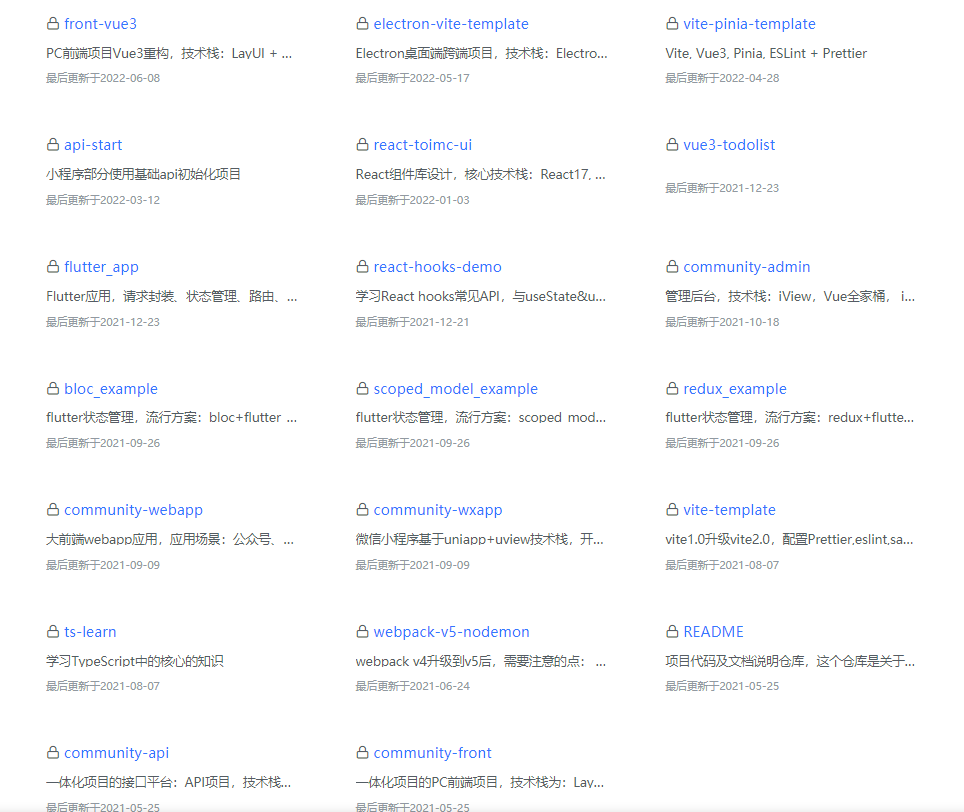 front-vue3
PC前端项目Vue3重构，技术栈：LayUI + ...
最后更新于2022-06-08
electron-vite-template
Electron桌面端跨端项目，技术栈：Electro...
最后更新于2022-05-17
vite-pinia-template
Vite, Vue3, Pinia, ESLint + Prettier
最后更新于2022-04-28
api-start
小程序部分使用基础api初始化项目
最后更新于2022-03-12
react-toimc-ui
React组件库设计，核心技术栈：React17, ...
最后更新于2022-01-03
vue3-todolist
最后更新于2021-12-23
flutter_app
Flutter应用，请求封装、状态管理、路由、...
最后更新于2021-12-23
react-hooks-demo
学习React hooks常见API，与useState&u...
最后更新于2021-12-21
community-admin
管理后台，技术栈：iView，Vue全家桶， i...
最后更新于2021-10-18
bloc_example
flutter状态管理，流行方案：bloc+flutter_...
最后更新于2021-09-26
scoped_model_example
flutter状态管理，流行方案：scoped_mod...
最后更新于2021-09-26
redux_example
flutter状态管理，流行方案：redux+flutte...
最后更新于2021-09-26
community-webapp
大前端webapp应用，应用场景：公众号、...
最后更新于2021-09-09
community-wxapp
微信小程序基于uniapp+uview技术栈，开...
最后更新于2021-09-09
vite-template
vite1.0升级vite2.0，配置Prettier,eslint,sa...
最后更新于2021-08-07
ts-learn
学习TypeScript中的核心的知识
最后更新于2021-08-07
webpack-v5-nodemon
webpack v4升级到v5后，需要注意的点： ...
最后更新于2021-06-24
README
项目代码及文档说明仓库，这个仓库是关于...
最后更新于2021-05-25
community-api
一体化项目的接口平台：API项目，技术栈...
最后更新于2021-05-25
community-front
一体化项目的PC前端项目，技术栈为：Lay...
最后更新于2021-05-25